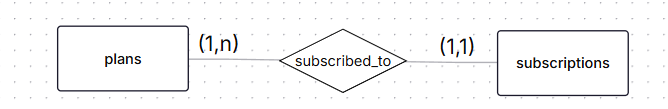 plans
(1,n)
subscribed_to
(1,1)
subscriptions